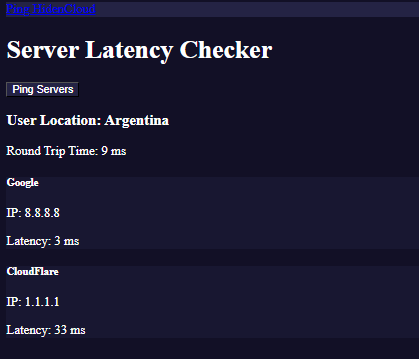 Ping HidenCloud
Server Latency Checker
Ping Servers
User Location: Argentina
Round Trip Time: 9 ms
Google
IP: 8.8.8.8
Latency: 3 ms
CloudFlare
IP: 1.1.1.1
Latency: 33 ms